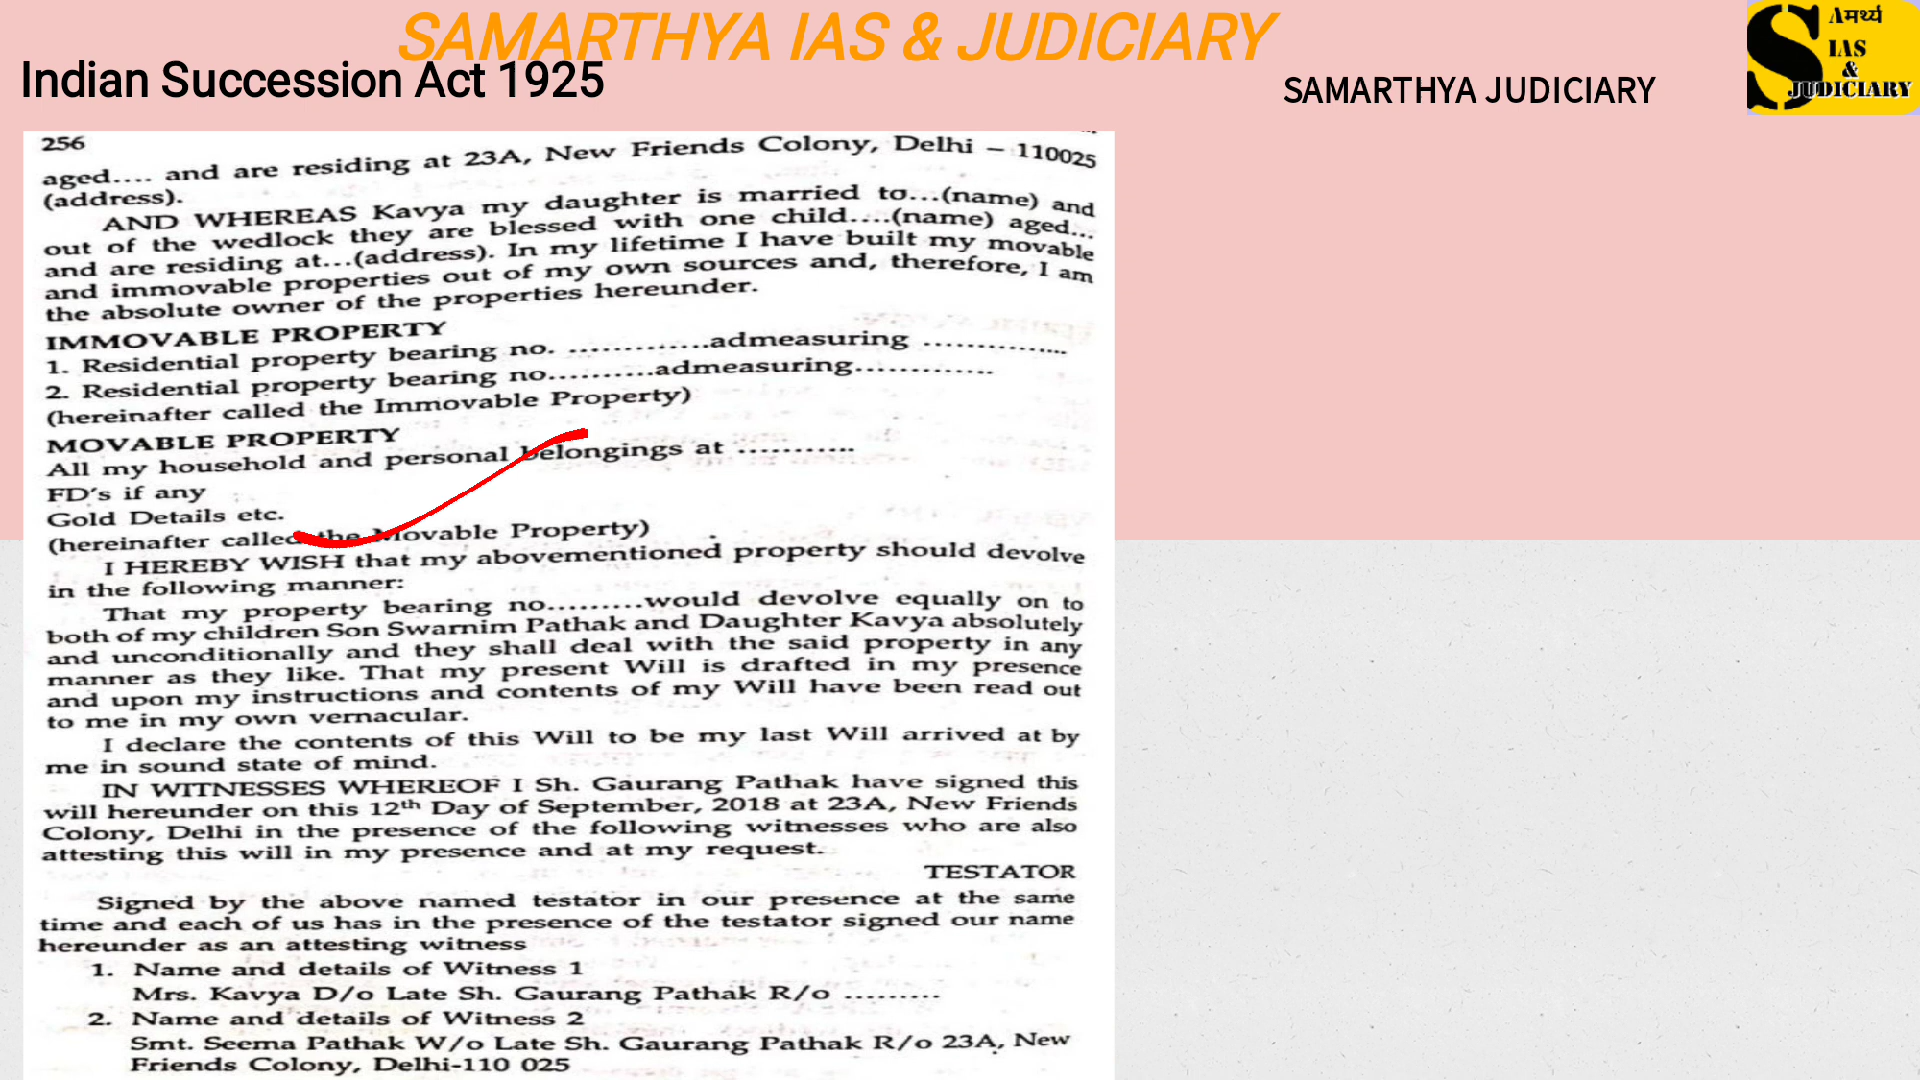 SAMARTHYA IAS & JUDICIARY
Indian Succession Act 1925
SAMARTHYA JUDICIARY
S Aमर्थ्य
IAS
&
JUDICIARY
256
aged.... and are residing at 23A, New Friends Colony, Delhi – 110025
(address).
AND WHEREAS Kavya my daughter is married to...(name) and
out of the wedlock they are blessed with one child....(name) aged...
and are residing at...(address). In my lifetime I have built my movable
and immovable properties out of my own sources and, therefore, I am
the absolute owner of the properties hereunder.
IMMOVABLE PROPERTY
1. Residential property bearing no. ..............admeasuring ..............
2. Residential property bearing no...........admeasuring..............
(hereinafter called the Immovable Property)
MOVABLE PROPERTY
All my household and personal belongings at ...........
FD's if any
Gold Details etc.
(hereinafter called the Movable Property)
I HEREBY WISH that my abovementioned property should devolve
in the following manner:
That my property bearing no.........would devolve equally on to
both of my children Son Swarnim Pathak and Daughter Kavya absolutely
and unconditionally and they shall deal with the said property in any
manner as they like. That my present Will is drafted in my presence
and upon my instructions and contents of my Will have been read out
to me in my own vernacular.
I declare the contents of this Will to be my last Will arrived at by
me in sound state of mind.
IN WITNESSES WHEREOF I Sh. Gaurang Pathak have signed this
will hereunder on this 12th Day of September, 2018 at 23A, New Friends
Colony, Delhi in the presence of the following witnesses who are also
attesting this will in my presence and at my request.
TESTATOR
Signed by the above named testator in our presence at the same
time and each of us has in the presence of the testator signed our name
hereunder as an attesting witness
1. Name and details of Witness 1
Mrs. Kavya D/o Late Sh. Gaurang Pathak R/o .........
2. Name and details of Witness 2
Smt. Seema Pathak W/o Late Sh. Gaurang Pathak R/o 23A, New
Friends Colony, Delhi-110 025